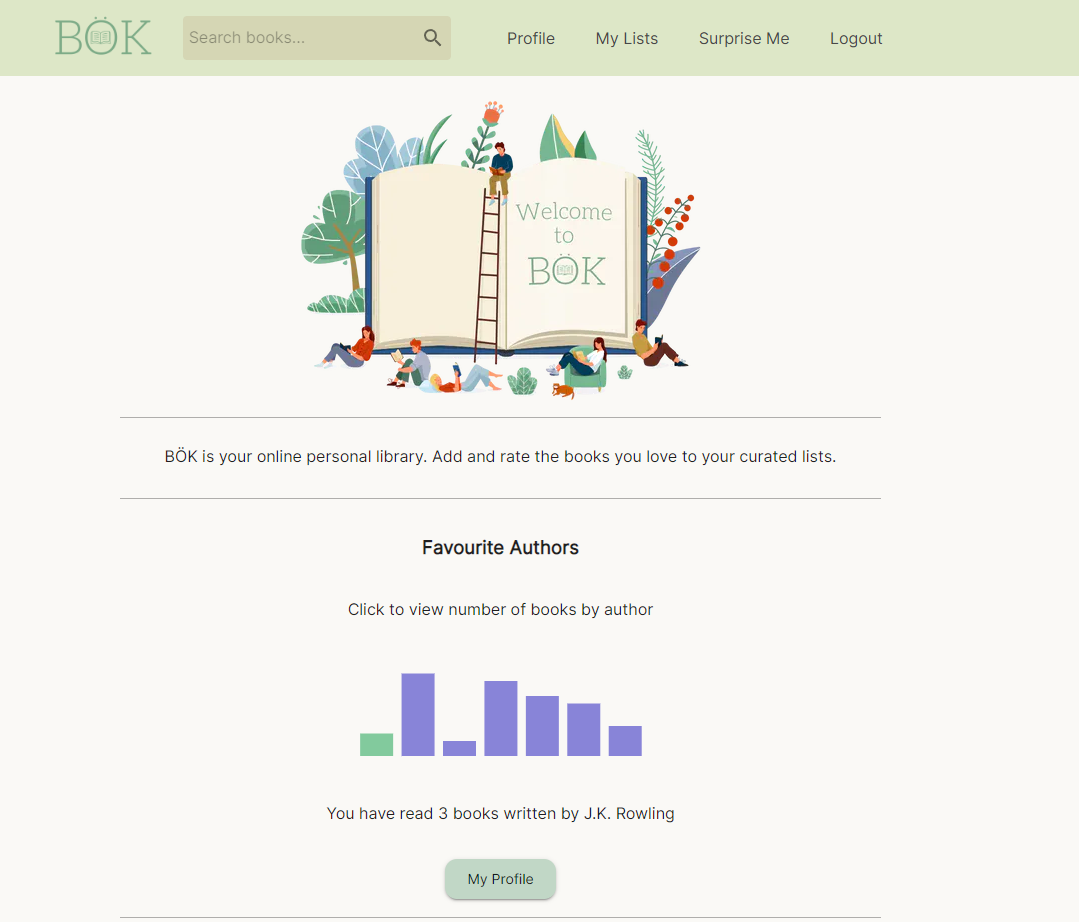 BÖK
Search books...
Profile
My Lists
Surprise Me
Logout
Welcome
to
BÖK
BÖK is your online personal library. Add and rate the books you love to your curated lists.
Favourite Authors
Click to view number of books by author
You have read 3 books written by J.K. Rowling
My Profile